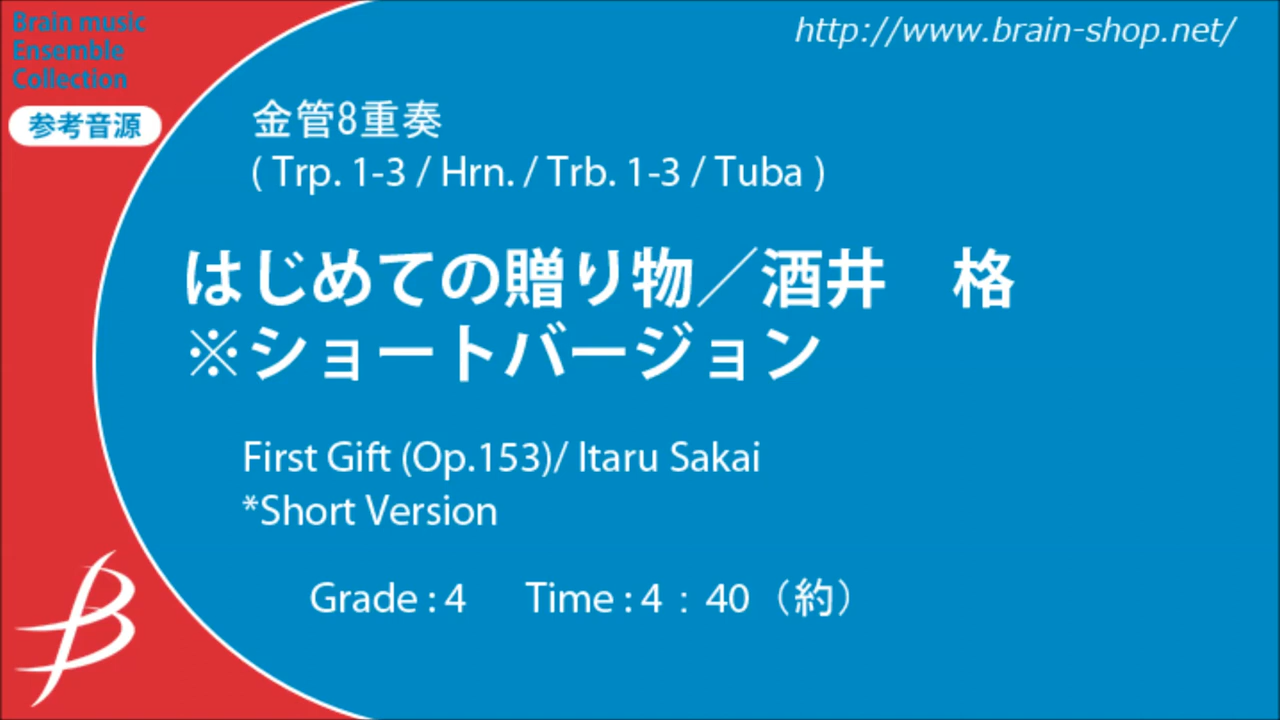 Brain music
Ensemble
Collection
参考音源
http://www.brain-shop.net/
金管8重奏
( Trp. 1-3 / Hrn. / Trb. 1-3 / Tuba )
はじめての贈り物／酒井　格
※ショートバージョン
First Gift (Op.153)/ Itaru Sakai
*Short Version
Grade : 4　Time : 4：40（約）